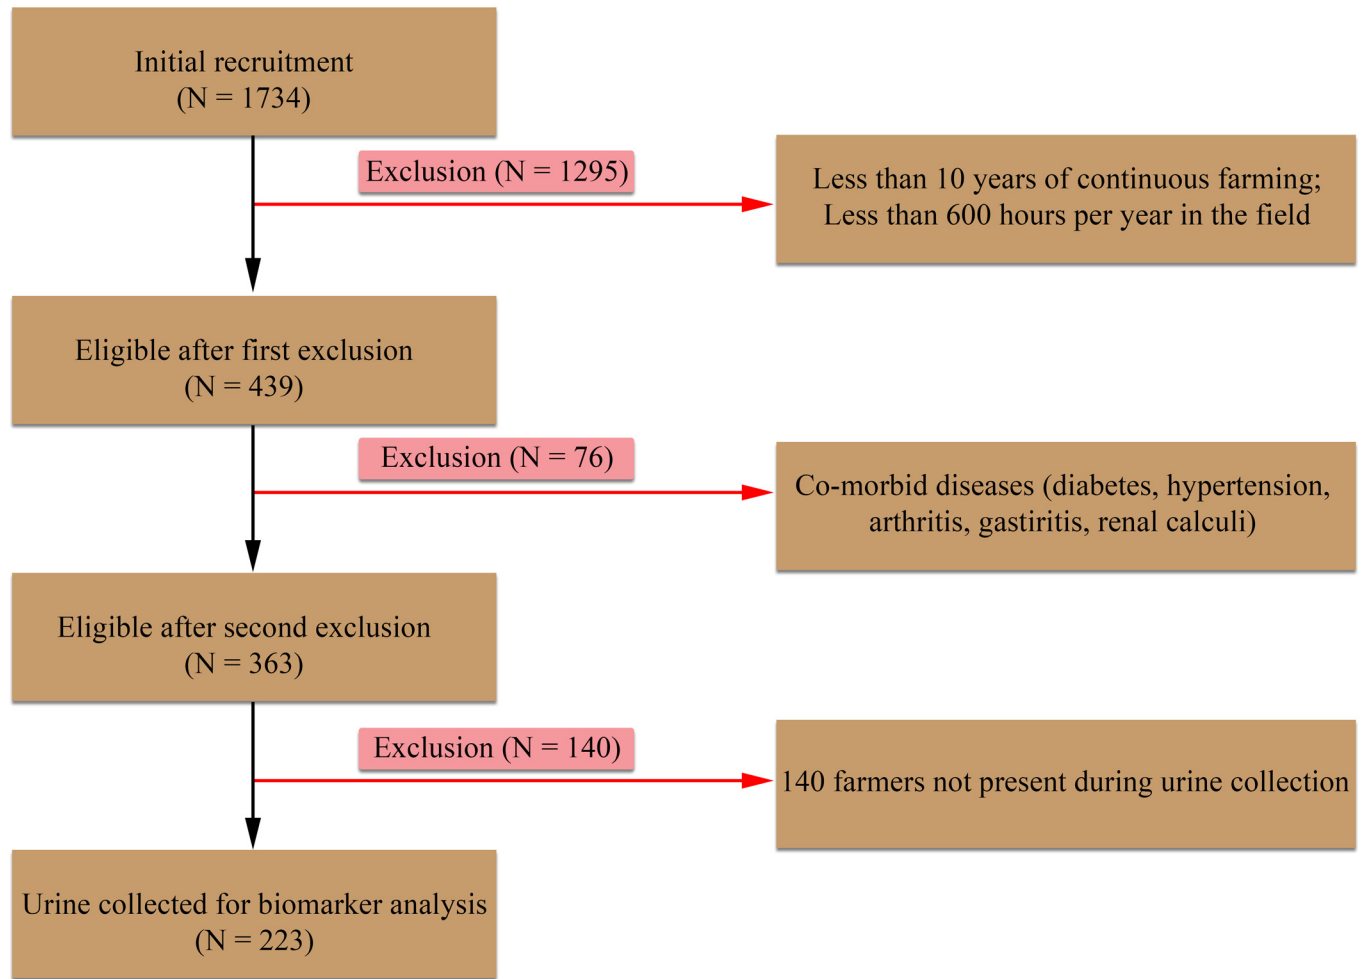 Initial recruitment
(N = 1734)
Exclusion (N = 1295)
Less than 10 years of continuous farming;
Less than 600 hours per year in the field
Eligible after first exclusion
(N = 439)
Exclusion (N = 76)
Co-morbid diseases (diabetes, hypertension,
arthritis, gastiritis, renal calculi)
Eligible after second exclusion
(N = 363)
Exclusion (N = 140)
140 farmers not present during urine collection
Urine collected for biomarker analysis
(N = 223)